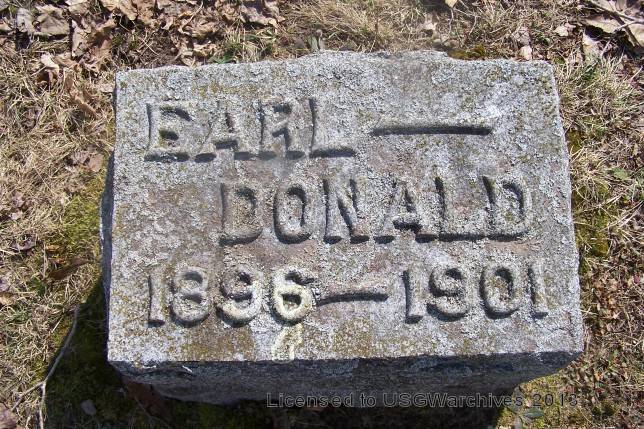 EARL —
DONALD
1896 — 1901
Licensed to USGWarchives 2013